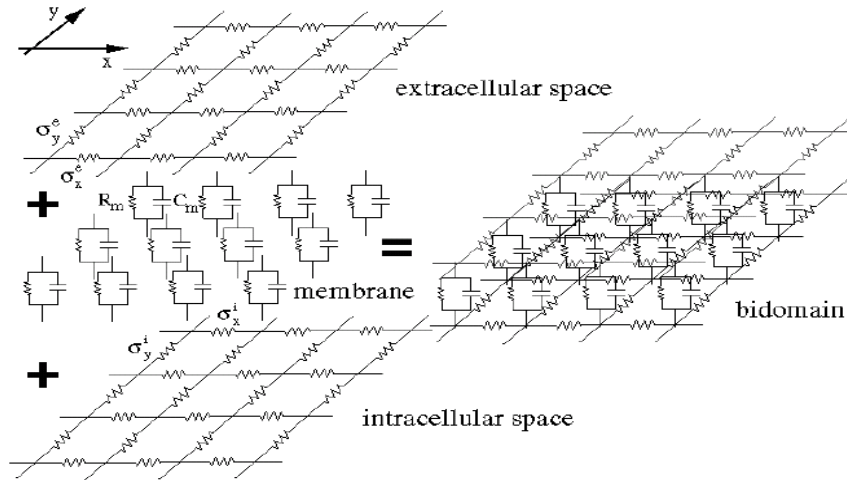 y
x
extracellular space
σ_y^e
σ_x^e
+
R_m
C_m
=
membrane
bidomain
σ_x^i
σ_y^i
+
intracellular space